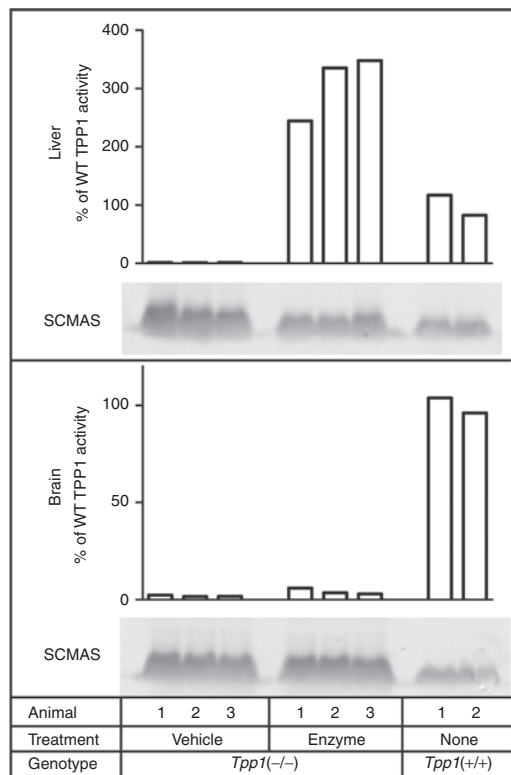 400
300
200
100
0
Liver
% of WT TPP1 activity
SCMAS
100
50
0
Brain
% of WT TPP1 activity
SCMAS
Animal 1 2 3 1 2 3 1 2
Treatment Vehicle Enzyme None
Genotype Tpp1(−/−) Tpp1(+/+)